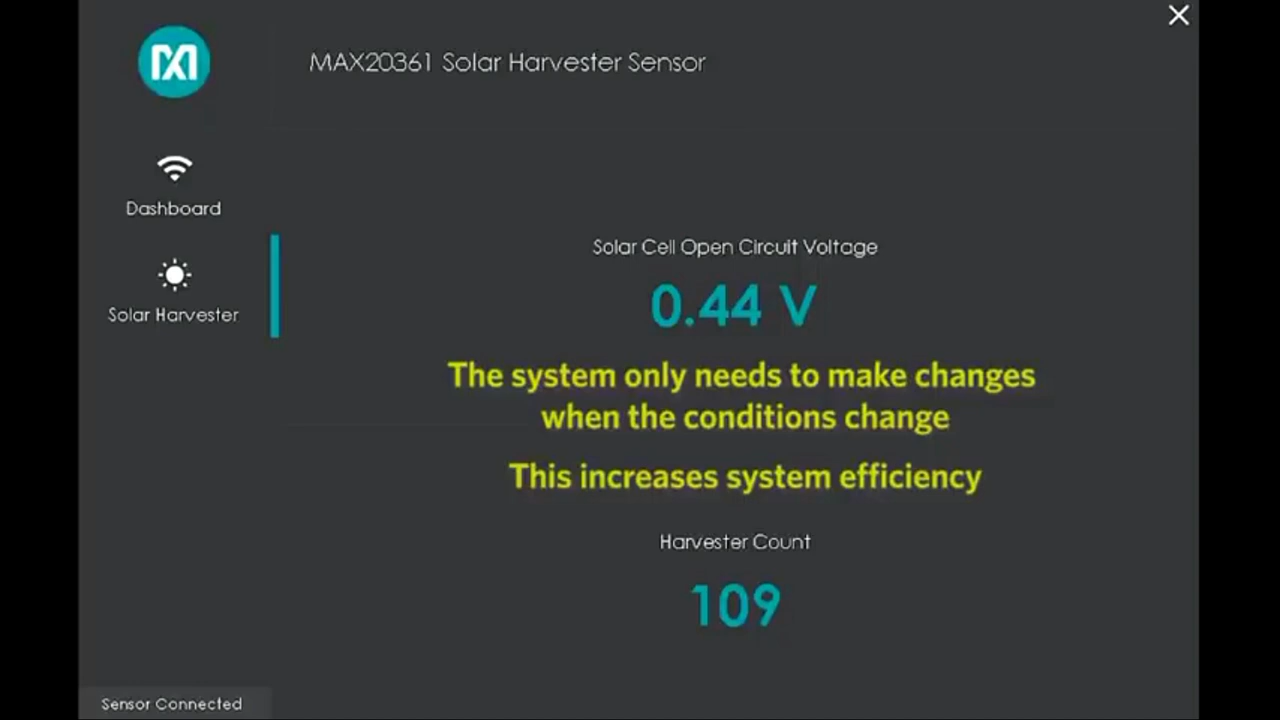 MAX20361 Solar Harvester Sensor
Dashboard
Solar Harvester
Solar Cell Open Circuit Voltage
0.44 V
The system only needs to make changes
when the conditions change
This increases system efficiency
Harvester Count
109
Sensor Connected